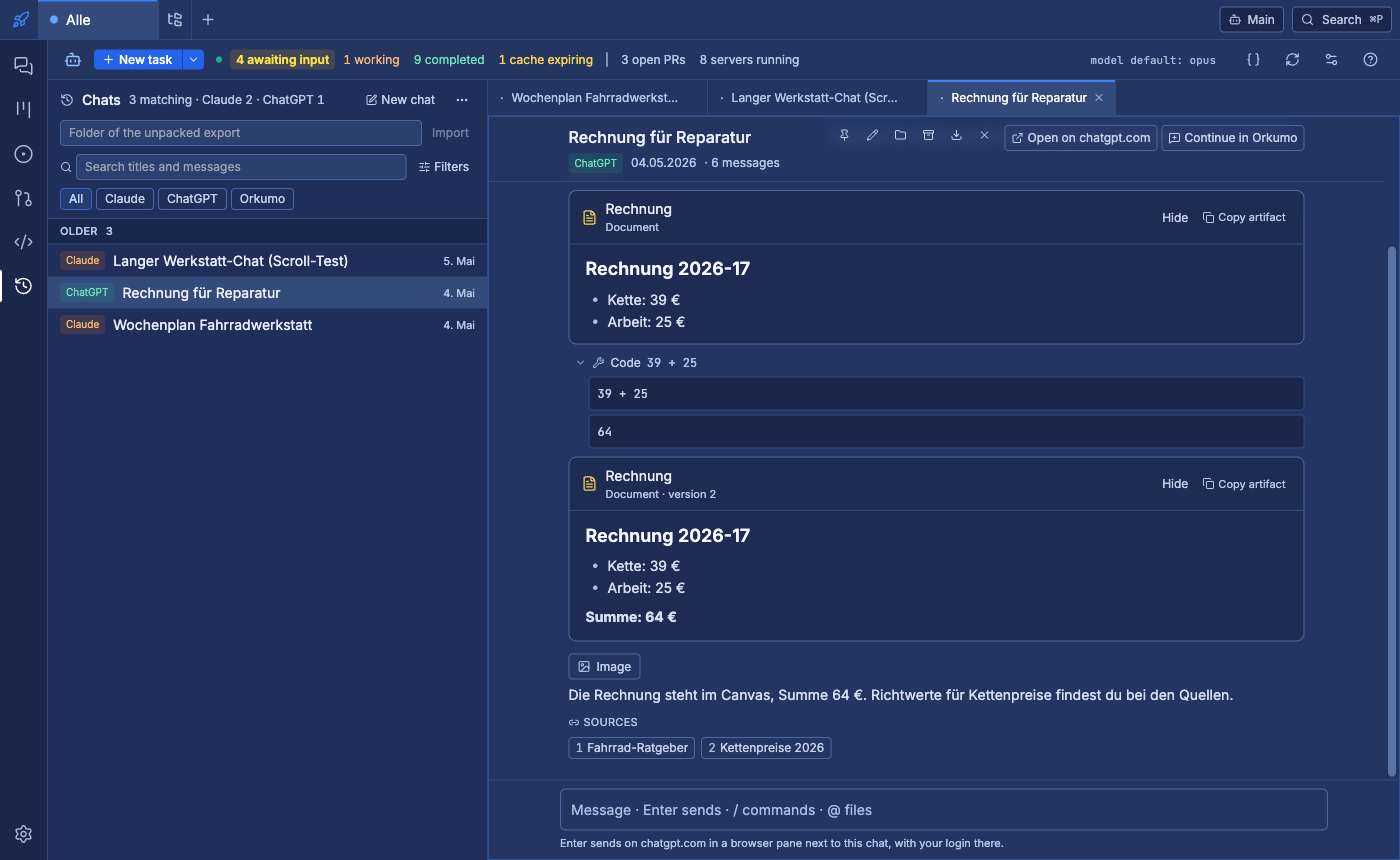 Alle
Main
Search ⌘P
New task
4 awaiting input 1 working 9 completed 1 cache expiring | 3 open PRs 8 servers running
model default: opus
Chats 3 matching · Claude 2 · ChatGPT 1
New chat
Folder of the unpacked export
Import
Search titles and messages
Filters
All
Claude
ChatGPT
Orkumo
OLDER 3
Claude Langer Werkstatt-Chat (Scroll-Test) 5. Mai
ChatGPT Rechnung für Reparatur 4. Mai
Claude Wochenplan Fahrradwerkstatt 4. Mai
· Wochenplan Fahrradwerkst...
· Langer Werkstatt-Chat (Scr...
· Rechnung für Reparatur
Rechnung für Reparatur
Open on chatgpt.com
Continue in Orkumo
ChatGPT 04.05.2026 · 6 messages
Rechnung
Document
Hide
Copy artifact
Rechnung 2026-17
• Kette: 39 €
• Arbeit: 25 €
Code 39 + 25
39 + 25
64
Rechnung
Document · version 2
Hide
Copy artifact
Rechnung 2026-17
• Kette: 39 €
• Arbeit: 25 €
Summe: 64 €
Image
Die Rechnung steht im Canvas, Summe 64 €. Richtwerte für Kettenpreise findest du bei den Quellen.
SOURCES
1 Fahrrad-Ratgeber
2 Kettenpreise 2026
Message · Enter sends · / commands · @ files
Enter sends on chatgpt.com in a browser pane next to this chat, with your login there.